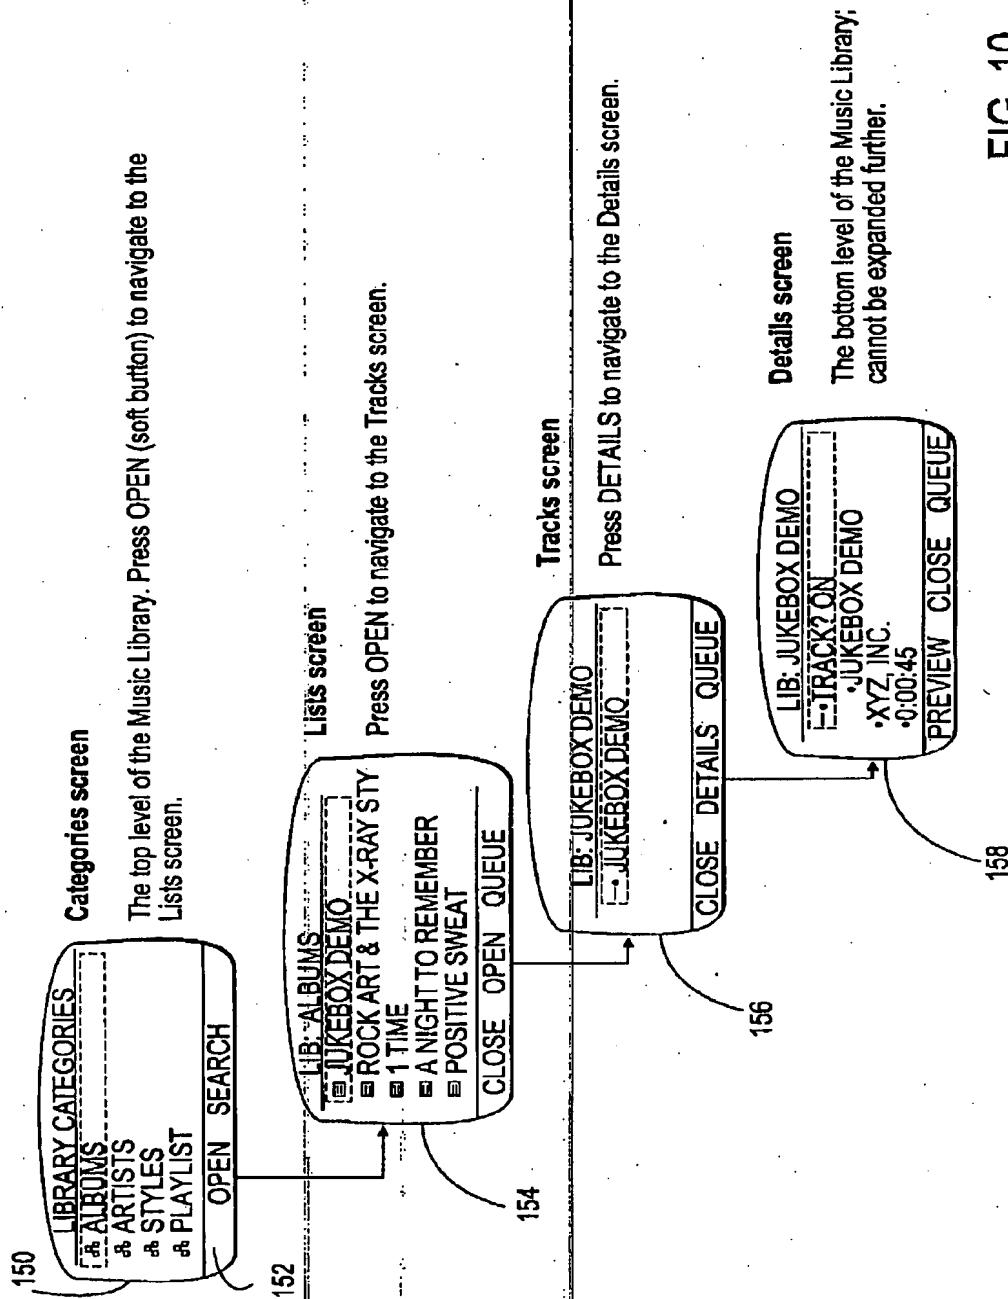 150
LIBRARY CATEGORIES
ALBUMS
ARTISTS
STYLES
PLAYLIST
OPEN SEARCH
152
Categories screen
The top level of the Music Library. Press OPEN (soft button) to navigate to the
Lists screen.
LIB: ALBUMS
JUKEBOX DEMO
ROCK ART & THE X-RAY STY
1 TIME
A NIGHT TO REMEMBER
POSITIVE SWEAT
CLOSE OPEN QUEUE
154
Lists screen
Press OPEN to navigate to the Tracks screen.
LIB: JUKEBOX DEMO
JUKEBOX DEMO
CLOSE DETAILS QUEUE
156
Tracks screen
Press DETAILS to navigate to the Details screen.
LIB: JUKEBOX DEMO
TRACK? ON
•JUKEBOX DEMO
•XYZ, INC.
•0:00:45
PREVIEW CLOSE QUEUE
158
Details screen
The bottom level of the Music Library;
cannot be expanded further.
FIG. 10